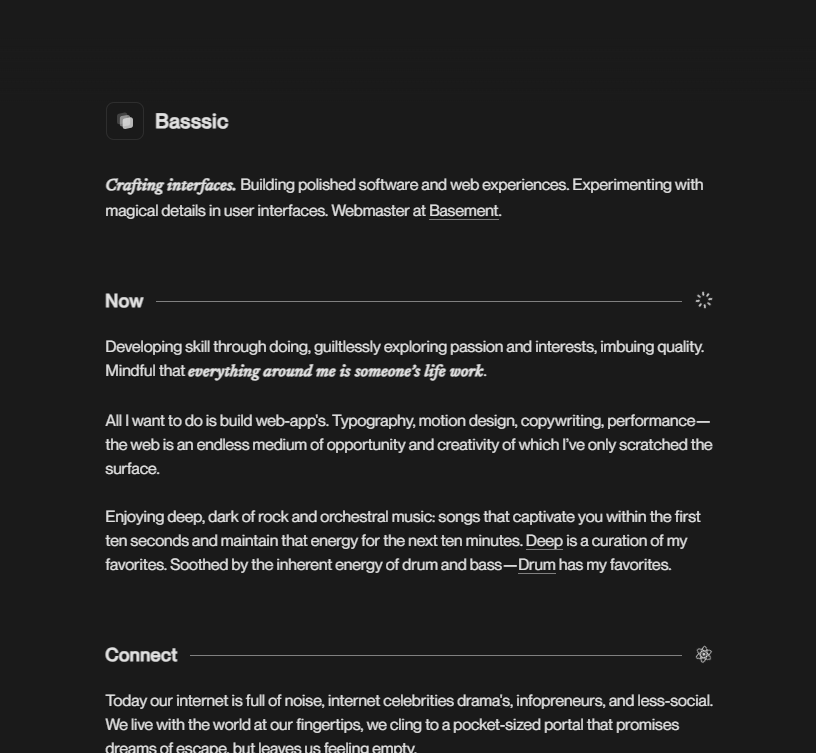 Basssic
Crafting interfaces. Building polished software and web experiences. Experimenting with
magical details in user interfaces. Webmaster at Basement.
Now
Developing skill through doing, guiltlessly exploring passion and interests, imbuing quality.
Mindful that everything around me is someone's life work.
All I want to do is build web-app's. Typography, motion design, copywriting, performance—
the web is an endless medium of opportunity and creativity of which I've only scratched the
surface.
Enjoying deep, dark of rock and orchestral music: songs that captivate you within the first
ten seconds and maintain that energy for the next ten minutes. Deep is a curation of my
favorites. Soothed by the inherent energy of drum and bass—Drum has my favorites.
Connect
Today our internet is full of noise, internet celebrities drama's, infopreneurs, and less-social.
We live with the world at our fingertips, we cling to a pocket-sized portal that promises
dreams of escape, but leaves us feeling empty.